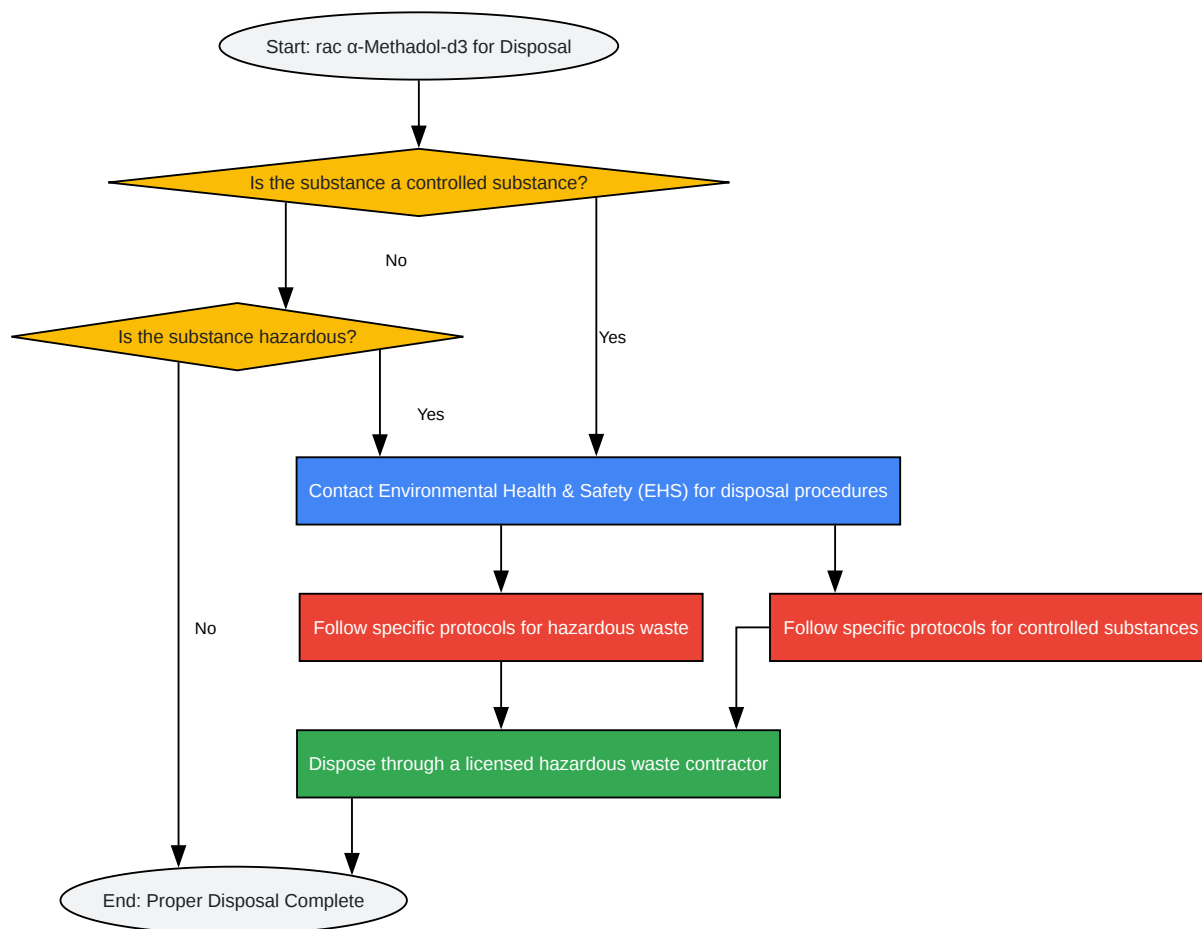 Start: rac α-Methadol-d3 for Disposal
Is the substance a controlled substance?
No
Is the substance hazardous?
Yes
Yes
Contact Environmental Health & Safety (EHS) for disposal procedures
No
Follow specific protocols for hazardous waste
Follow specific protocols for controlled substances
Dispose through a licensed hazardous waste contractor
End: Proper Disposal Complete